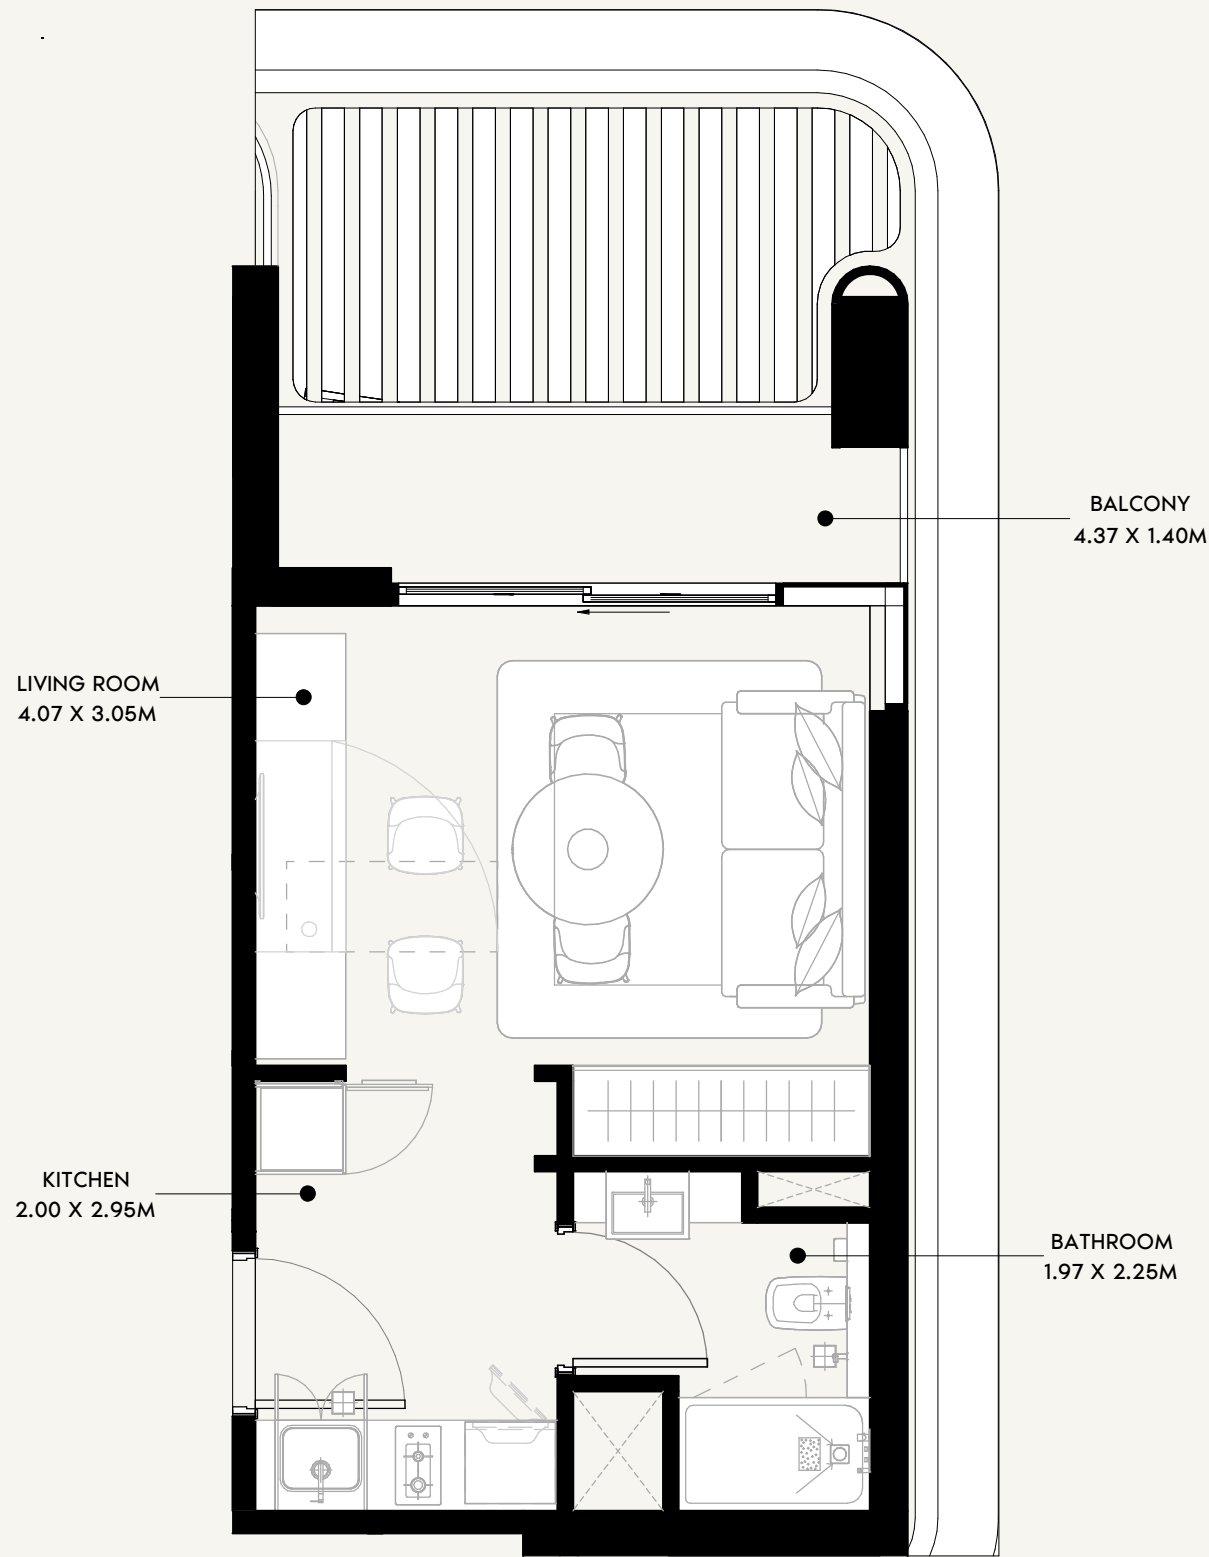 BALCONY
4.37 X 1.40M
LIVING ROOM
4.07 X 3.05M
KITCHEN
2.00 X 2.95M
BATHROOM
1.97 X 2.25M